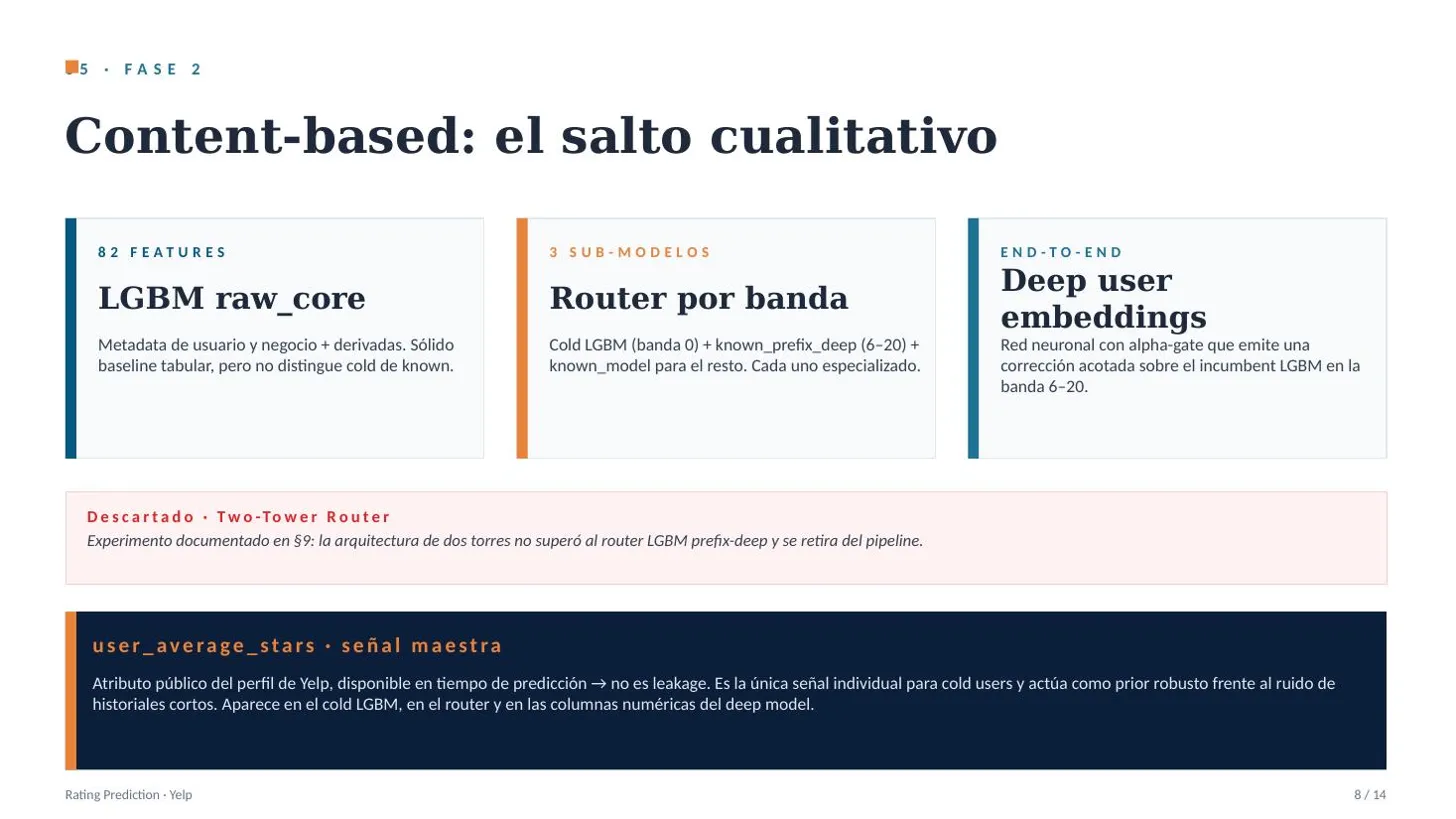 5 · FASE 2
Content-based: el salto cualitativo
82 FEATURES
LGBM raw_core
Metadata de usuario y negocio + derivadas. Sólido
baseline tabular, pero no distingue cold de known.
3 SUB-MODELOS
Router por banda
Cold LGBM (banda 0) + known_prefix_deep (6–20) +
known_model para el resto. Cada uno especializado.
END-TO-END
Deep user
embeddings
Red neuronal con alpha-gate que emite una
corrección acotada sobre el incumbent LGBM en la
banda 6–20.
Descartado · Two-Tower Router
Experimento documentado en §9: la arquitectura de dos torres no superó al router LGBM prefix-deep y se retira del pipeline.
user_average_stars · señal maestra
Atributo público del perfil de Yelp, disponible en tiempo de predicción → no es leakage. Es la única señal individual para cold users y actúa como prior robusto frente al ruido de
historiales cortos. Aparece en el cold LGBM, en el router y en las columnas numéricas del deep model.
Rating Prediction · Yelp
8 / 14